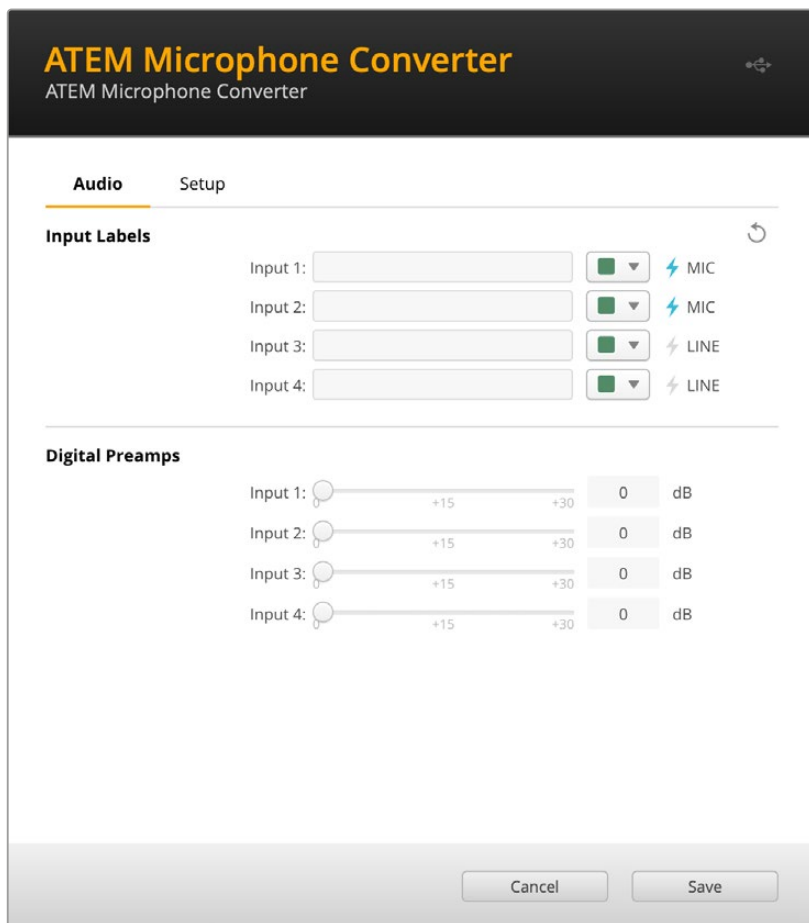 ATEM Microphone Converter
ATEM Microphone Converter
Audio Setup
Input Labels
Input 1: MIC
Input 2: MIC
Input 3: LINE
Input 4: LINE
Digital Preamps
Input 1: 0 dB
0 +15 +30
Input 2: 0 dB
0 +15 +30
Input 3: 0 dB
0 +15 +30
Input 4: 0 dB
0 +15 +30
Cancel Save